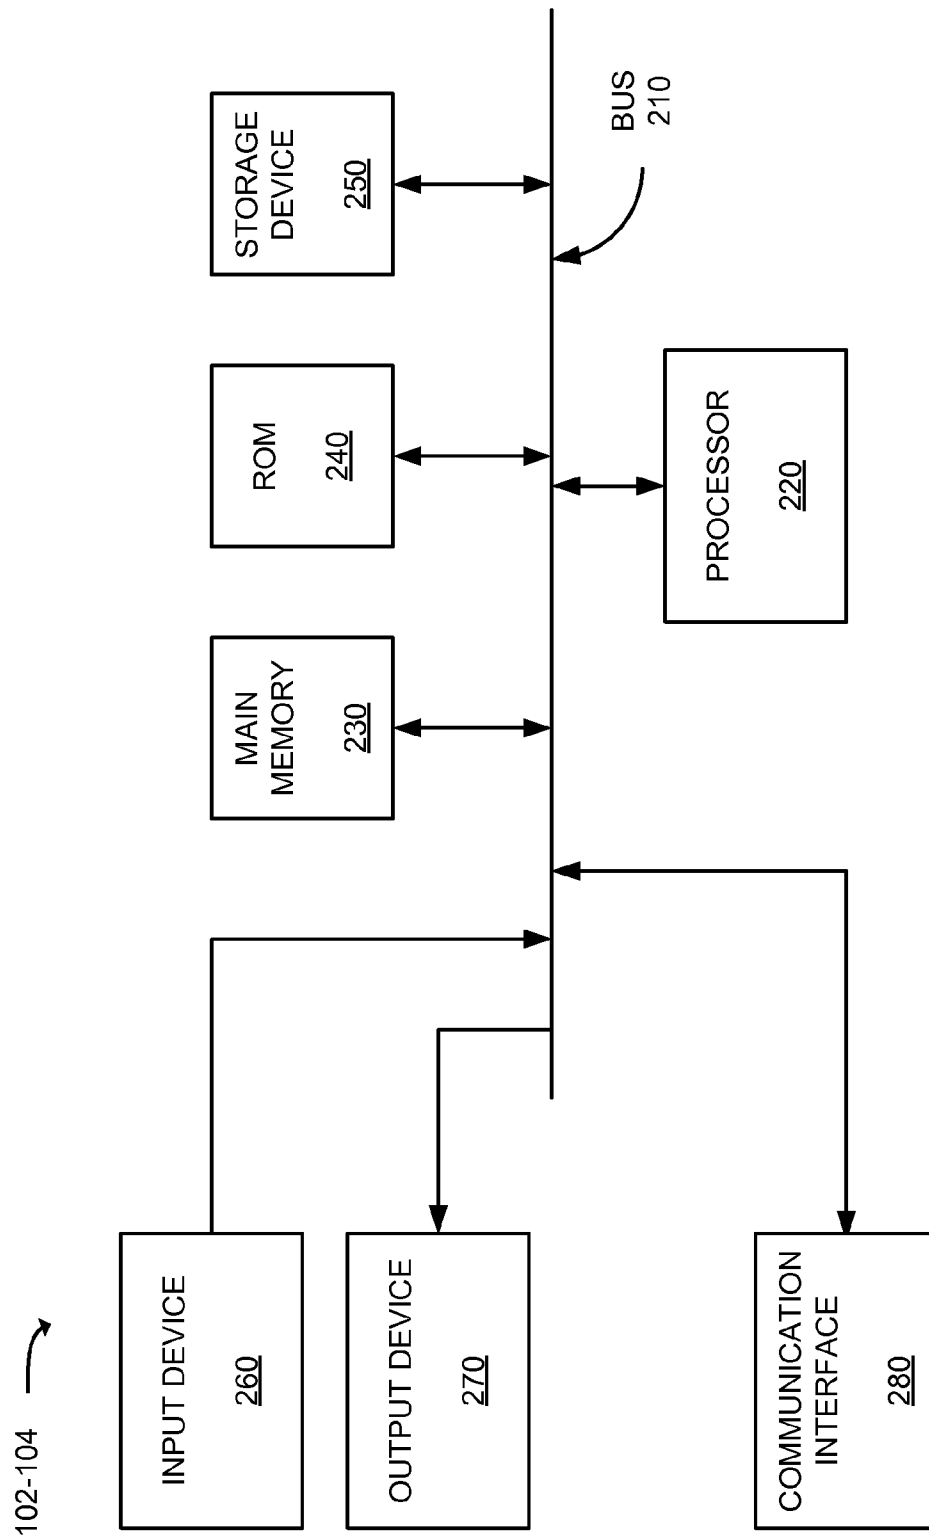 102-104
INPUT DEVICE
260
OUTPUT DEVICE
270
COMMUNICATION
INTERFACE
280
MAIN
MEMORY
230
ROM
240
STORAGE
DEVICE
250
PROCESSOR
220
BUS
210